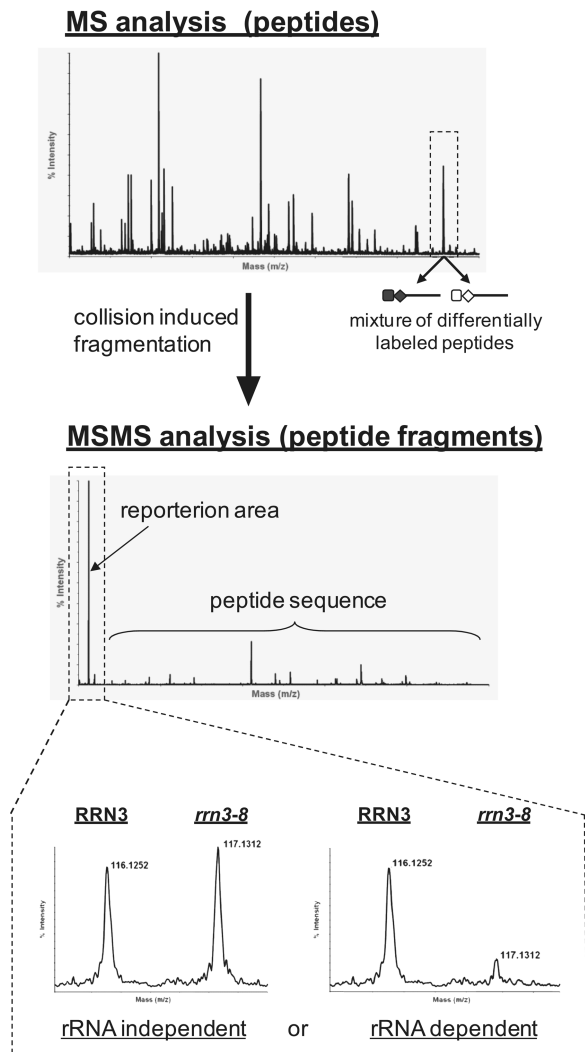 MS analysis (peptides)
% Intensity
Mass (m/z)
collision induced
fragmentation
mixture of differentially
labeled peptides
MSMS analysis (peptide fragments)
reporterion area
% Intensity
peptide sequence
Mass (m/z)
RRN3
rrn3-8
RRN3
rrn3-8
116.1252
117.1312
116.1252
117.1312
% Intensity
Mass (m/z)
% Intensity
Mass (m/z)
rRNA independent or rRNA dependent